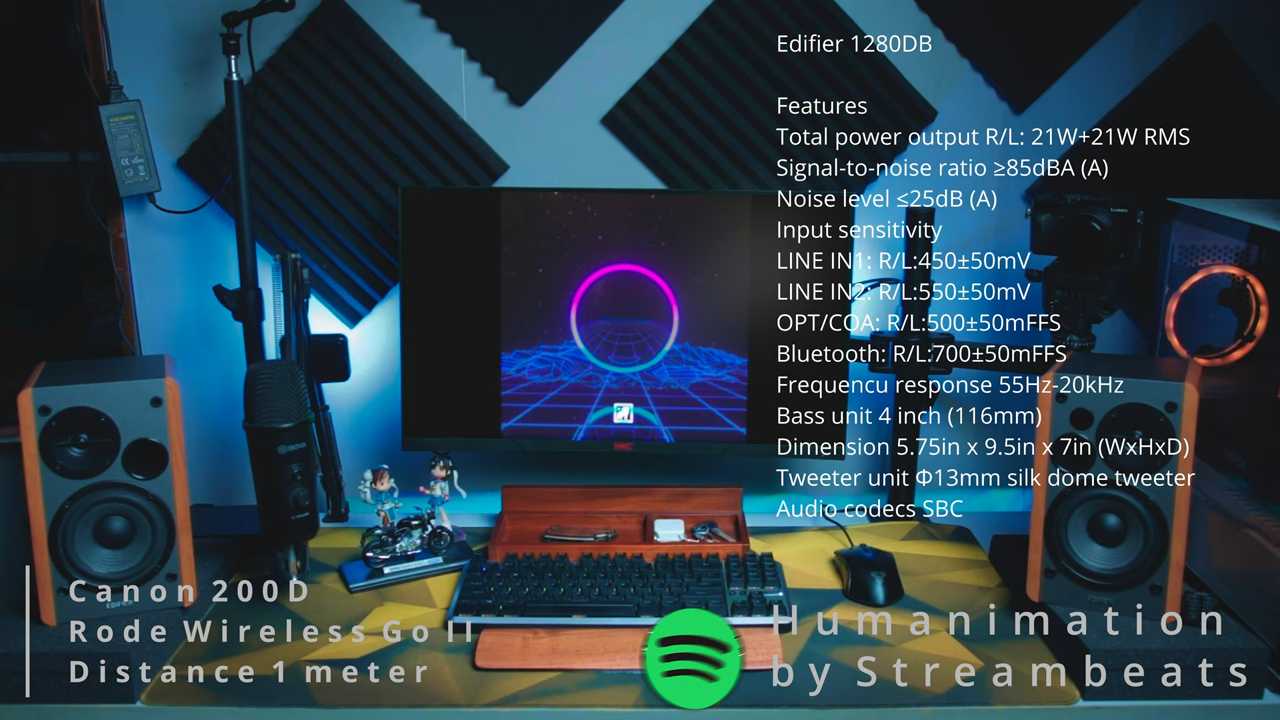 Edifier 1280DB
Features
Total power output R/L: 21W+21W RMS
Signal-to-noise ratio ≥85dBA (A)
Noise level ≤25dB (A)
Input sensitivity
LINE IN1: R/L:450±50mV
LINE IN2: R/L:550±50mV
OPT/COA: R/L:500±50mFFS
Bluetooth: R/L:700±50mFFS
Frequencu response 55Hz-20kHz
Bass unit 4 inch (116mm)
Dimension 5.75in x 9.5in x 7in (WxHxD)
Tweeter unit Φ13mm silk dome tweeter
Audio codecs SBC
Canon 200D
Rode Wireless Go II
Distance 1 meter
Humanimation
by Streambeats